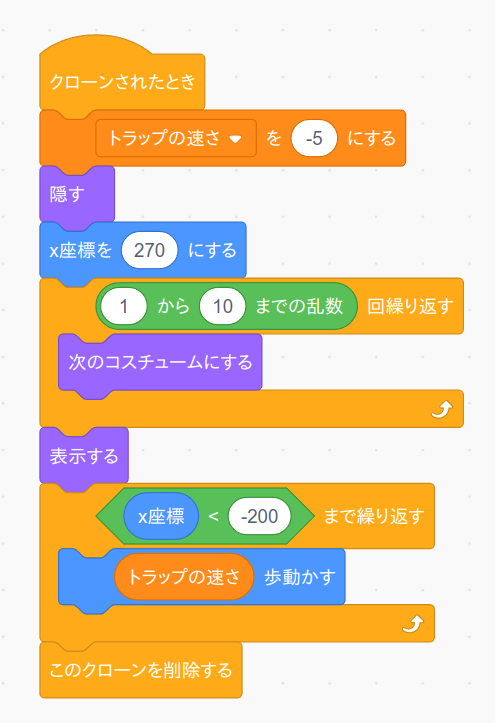 クローンされたとき
トラップの速さ を -5 にする
隠す
x座標を 270 にする
1 から 10 までの乱数 回繰り返す
次のコスチュームにする
表示する
x座標 < -200 まで繰り返す
トラップの速さ 歩動かす
このクローンを削除する